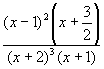 (x − 1)² (x + 3/2)
(x + 2)³ (x + 1)